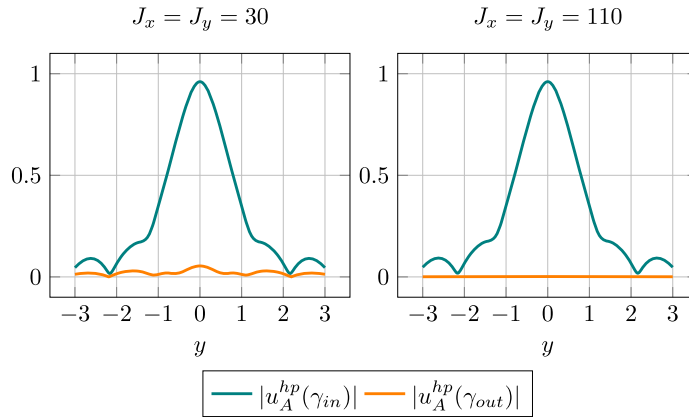 J_x = J_y = 30
J_x = J_y = 110
1
0.5
0
−3 −2 −1 0 1 2 3
y
1
0.5
0
−3 −2 −1 0 1 2 3
y
|u_A^{hp}(γ_{in})| |u_A^{hp}(γ_{out})|